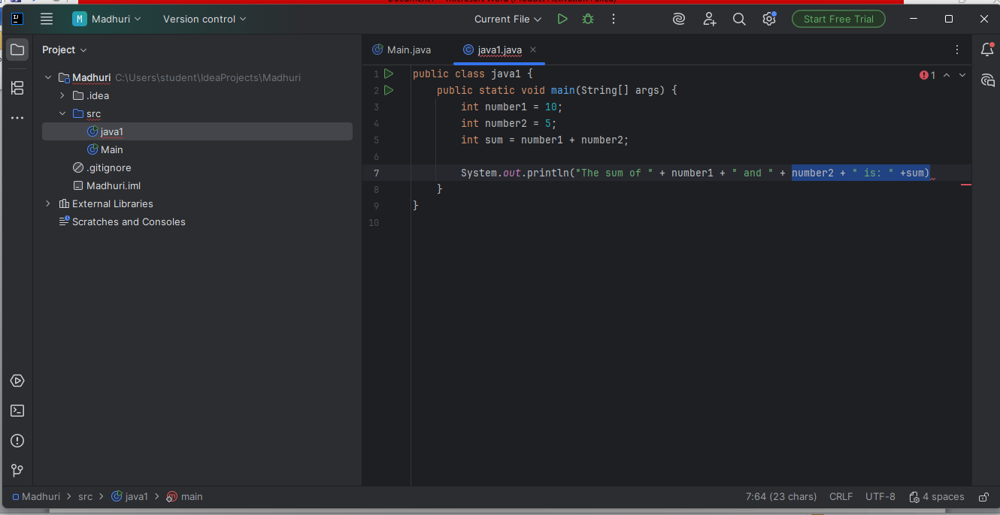 M Madhuri Version control Current File Start Free Trial
Project
Madhuri C:\Users\student\IdeaProjects\Madhuri
.idea
src
java1
Main
.gitignore
Madhuri.iml
External Libraries
Scratches and Consoles
Main.java java1.java
1 public class java1 {
2 public static void main(String[] args) {
3 int number1 = 10;
4 int number2 = 5;
5 int sum = number1 + number2;
6
7 System.out.println("The sum of " + number1 + " and " + number2 + " is: " +sum)
8 }
9 }
10
1
Madhuri > src > java1 > main 7:64 (23 chars) CRLF UTF-8 4 spaces